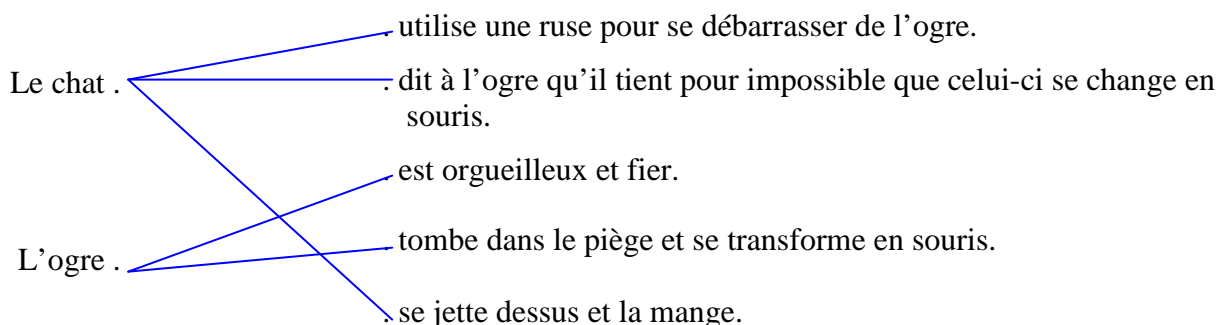 . utilise une ruse pour se débarrasser de l’ogre.
Le chat .
. dit à l’ogre qu’il tient pour impossible que celui-ci se change en
souris.
. est orgueilleux et fier.
L’ogre .
. tombe dans le piège et se transforme en souris.
. se jette dessus et la mange.